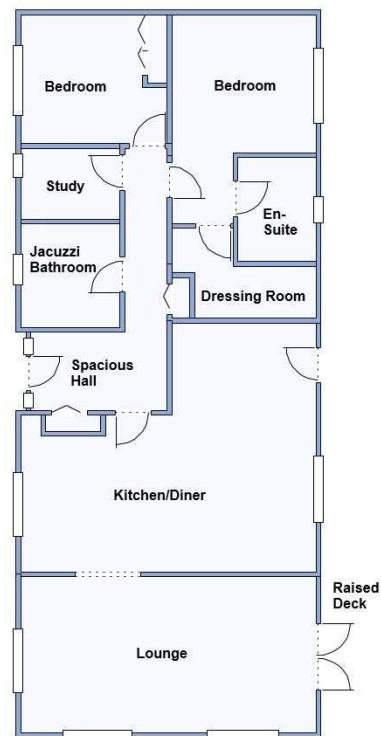 Bedroom
Bedroom
Study
En-
Suite
Jacuzzi
Bathroom
Dressing Room
Spacious
Hall
Kitchen/Diner
Raised
Deck
Lounge